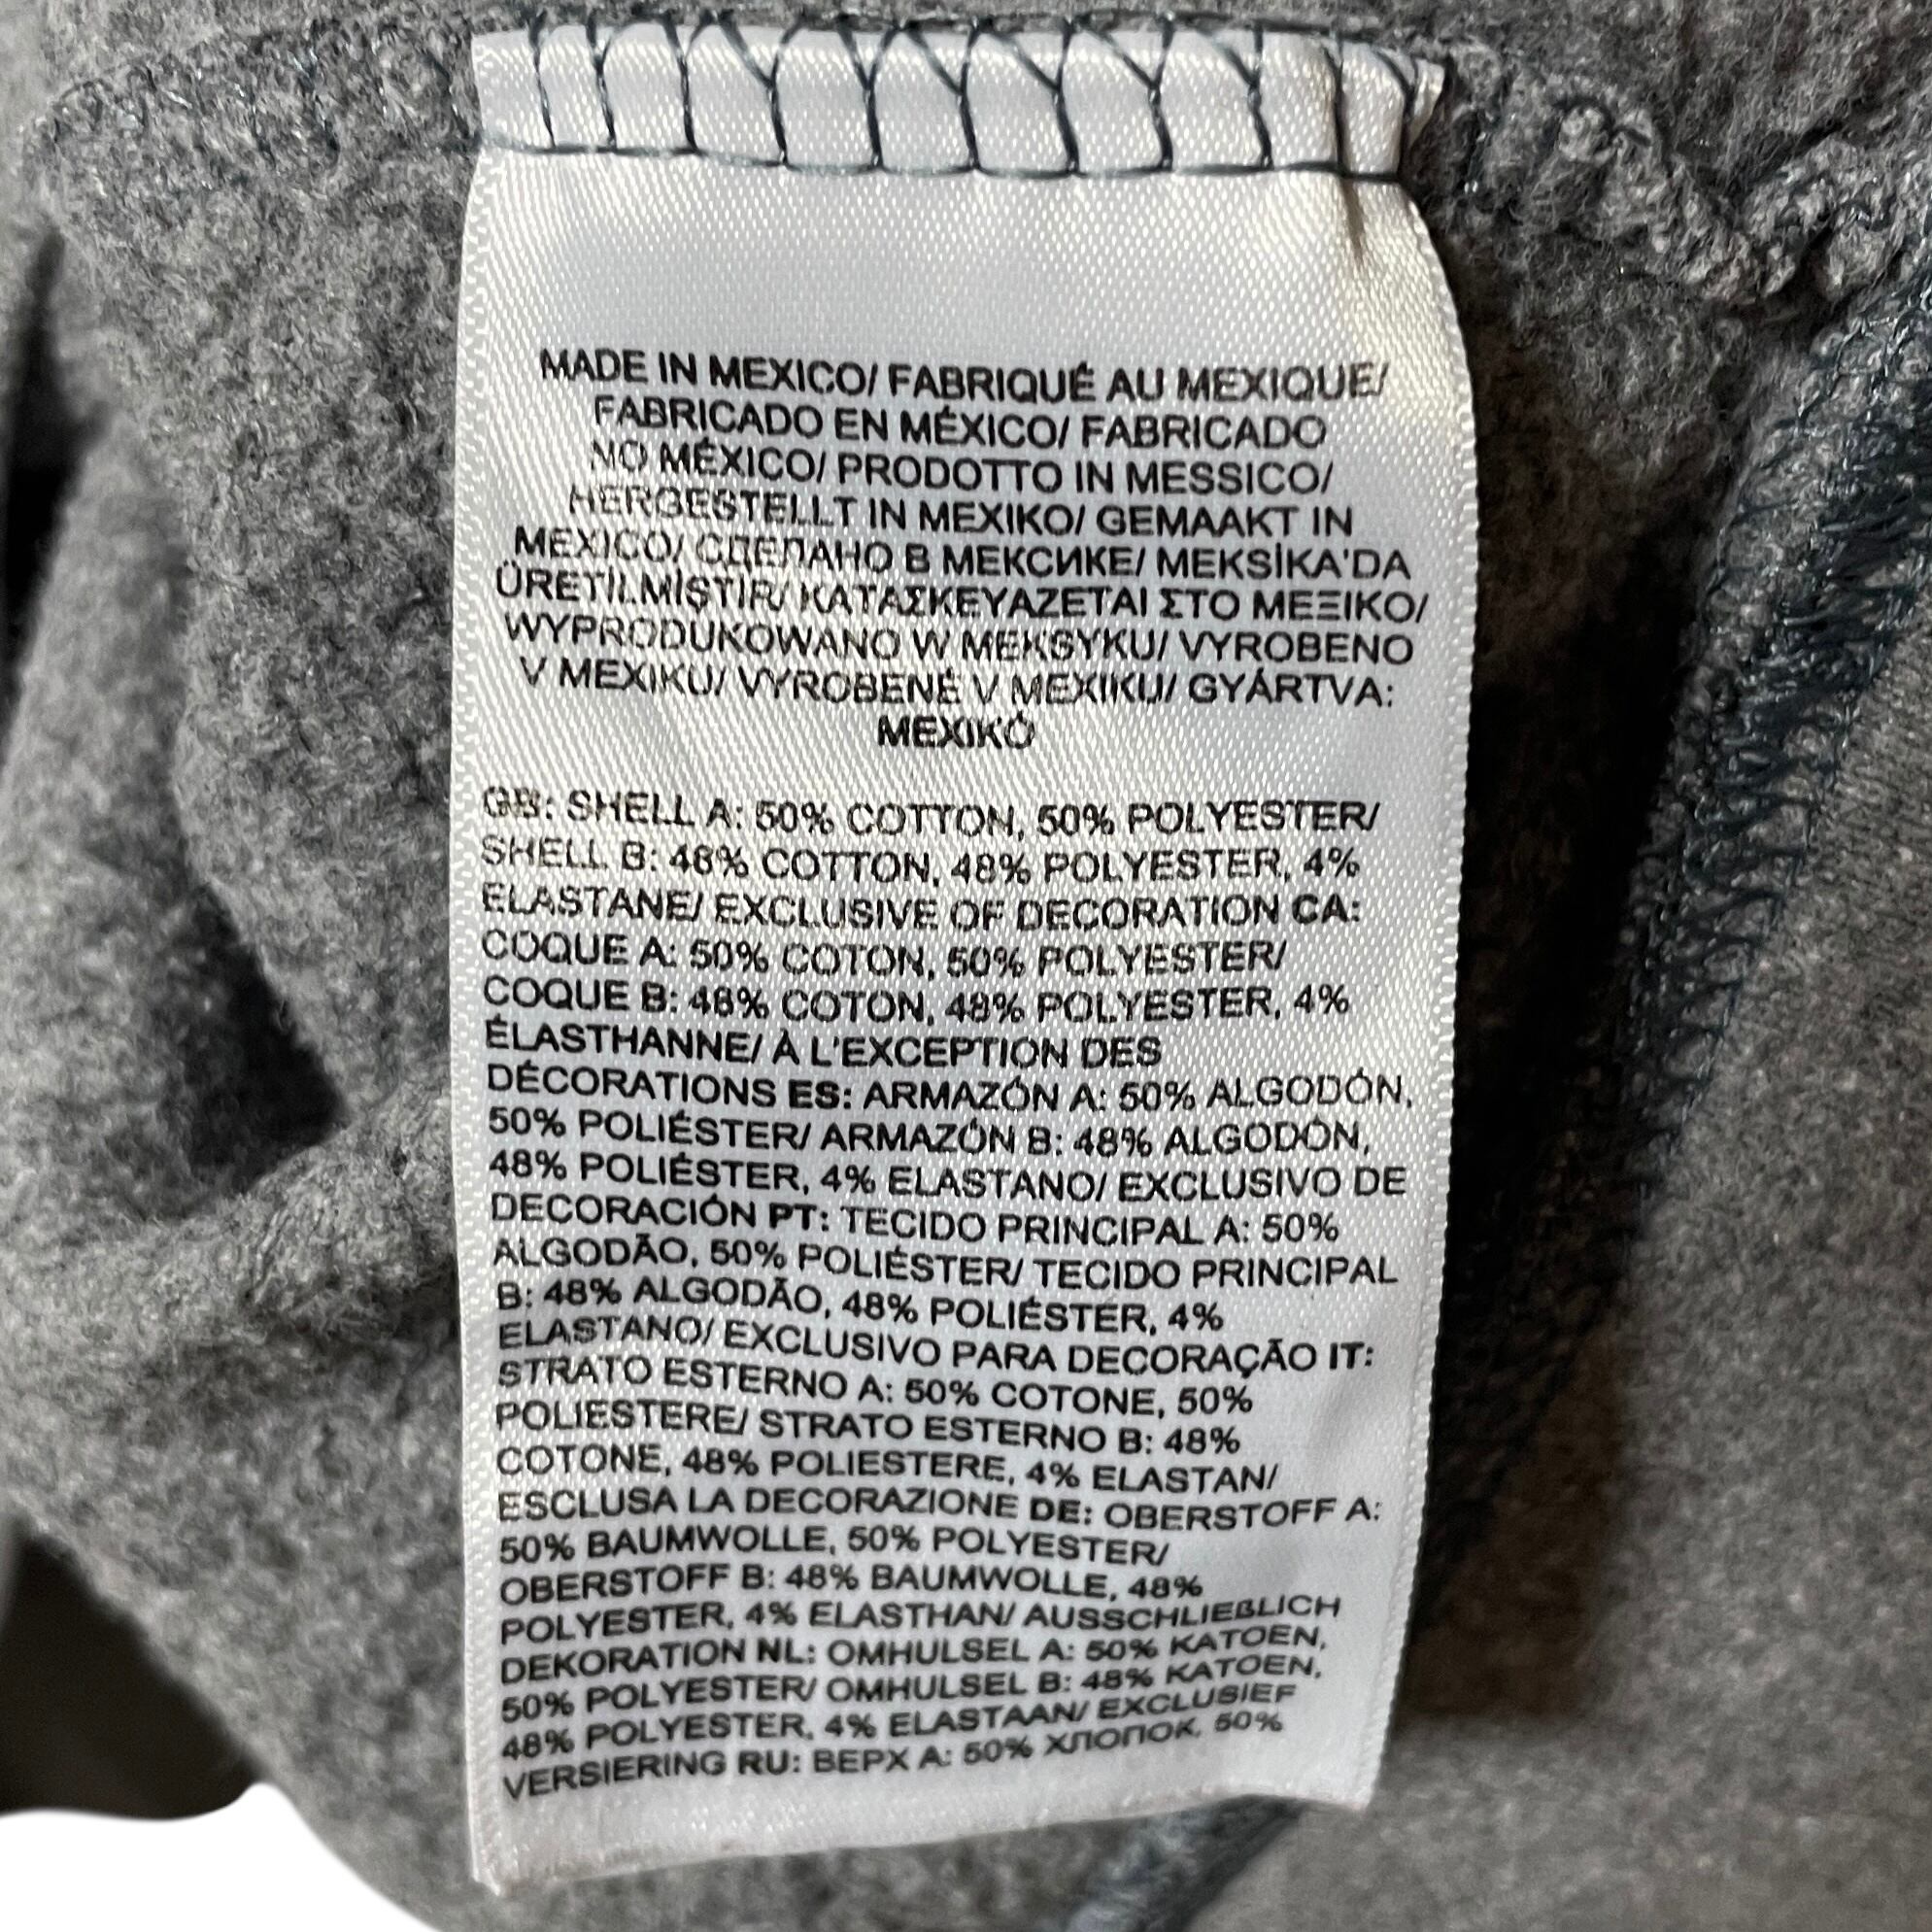 MADE IN MEXICO/ FABRIQUÉ AU MEXIQUE/
FABRICADO EN MÉXICO/ FABRICADO
NO MÉXICO/ PRODOTTO IN MESSICO/
HERGESTELLT IN MEXIKO/ GEMAAKT IN
MEXICO/ СДЕЛАНО В МЕКСИКЕ/ MEKSİKA'DA
ÜRETİLMİŞTİR/ ΚΑΤΑΣΚΕΥΑΖΕΤΑΙ ΣΤΟ ΜΕΞΙΚΟ/
WYPRODUKOWANO W MEKSYKU/ VYROBENO
V MEXIKU/ VYROBENÉ V MEXIKU/ GYÁRTVA:
MEXIKÓ
GB: SHELL A: 50% COTTON, 50% POLYESTER/
SHELL B: 48% COTTON, 48% POLYESTER, 4%
ELASTANE/ EXCLUSIVE OF DECORATION CA:
COQUE A: 50% COTON, 50% POLYESTER/
COQUE B: 48% COTON, 48% POLYESTER, 4%
ÉLASTHANNE/ À L'EXCEPTION DES
DÉCORATIONS ES: ARMAZÓN A: 50% ALGODÓN,
50% POLIÉSTER/ ARMAZÓN B: 48% ALGODÓN,
48% POLIÉSTER, 4% ELASTANO/ EXCLUSIVO DE
DECORACIÓN PT: TECIDO PRINCIPAL A: 50%
ALGODÃO, 50% POLIÉSTER/ TECIDO PRINCIPAL
B: 48% ALGODÃO, 48% POLIÉSTER, 4%
ELASTANO/ EXCLUSIVO PARA DECORAÇÃO IT:
STRATO ESTERNO A: 50% COTONE, 50%
POLIESTERE/ STRATO ESTERNO B: 48%
COTONE, 48% POLIESTERE, 4% ELASTAN/
ESCLUSA LA DECORAZIONE DE: OBERSTOFF A:
50% BAUMWOLLE, 50% POLYESTER/
OBERSTOFF B: 48% BAUMWOLLE, 48%
POLYESTER, 4% ELASTHAN/ AUSSCHLIEßLICH
DEKORATION NL: OMHULSEL A: 50% KATOEN,
50% POLYESTER/ OMHULSEL B: 48% KATOEN,
48% POLYESTER, 4% ELASTAAN/ EXCLUSIEF
VERSIERING RU: ВЕРХ А: 50% ХЛОПОК, 50%